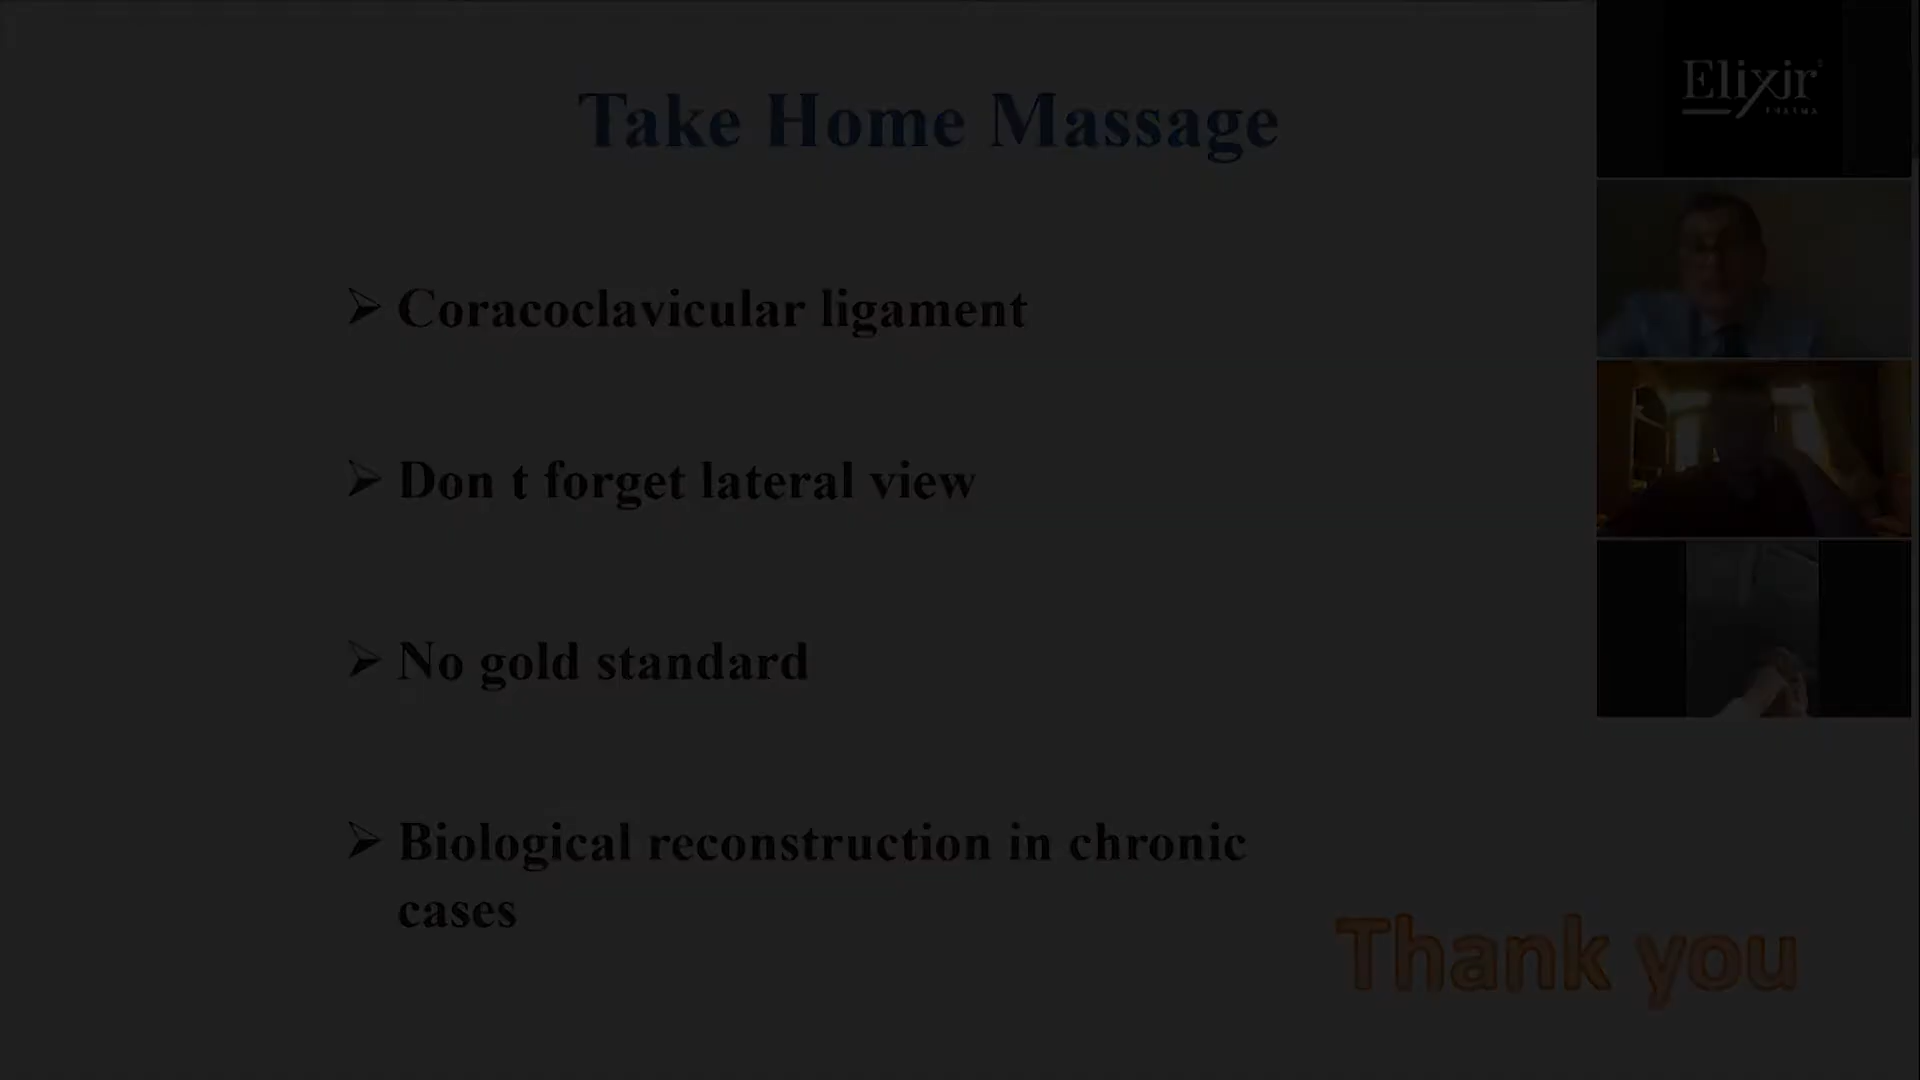 Take Home Massage
Elixir
PHARMA
➢ Coracoclavicular ligament
➢ Don t forget lateral view
➢ No gold standard
➢ Biological reconstruction in chronic
cases
Thank you